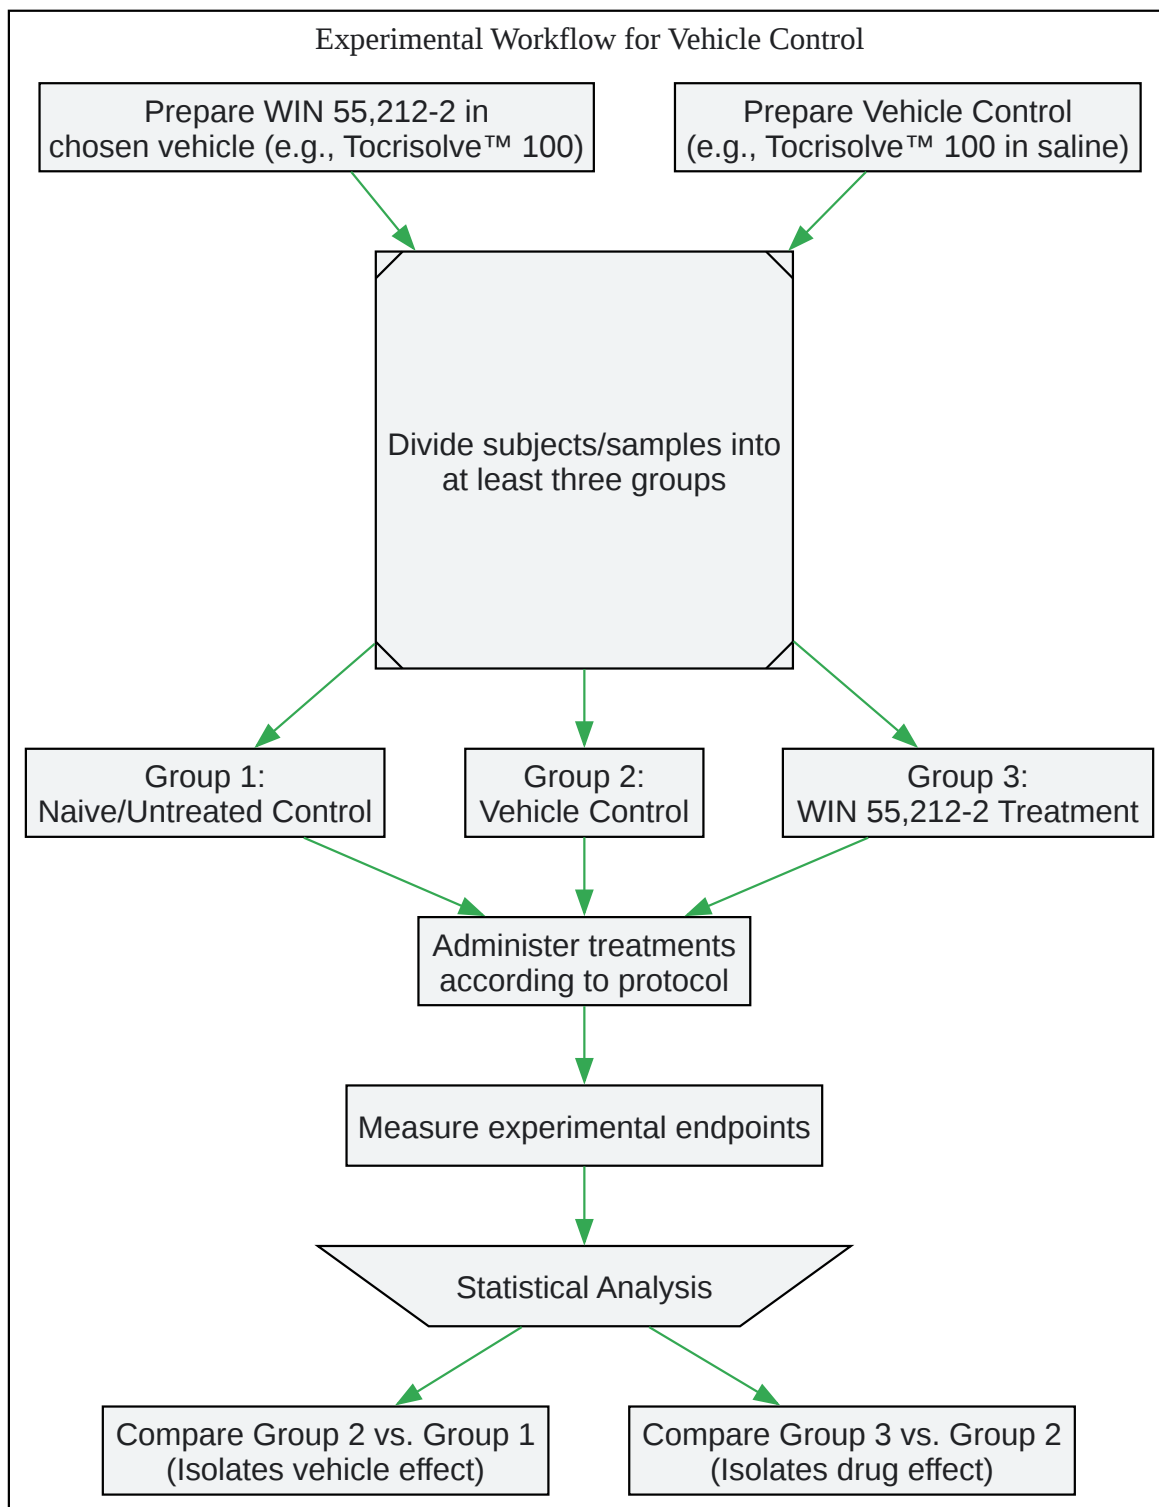 Experimental Workflow for Vehicle Control
Prepare WIN 55,212-2 in
chosen vehicle (e.g., Tocrisolve™ 100)
Prepare Vehicle Control
(e.g., Tocrisolve™ 100 in saline)
Divide subjects/samples into
at least three groups
Group 1:
Naive/Untreated Control
Group 2:
Vehicle Control
Group 3:
WIN 55,212-2 Treatment
Administer treatments
according to protocol
Measure experimental endpoints
Statistical Analysis
Compare Group 2 vs. Group 1
(Isolates vehicle effect)
Compare Group 3 vs. Group 2
(Isolates drug effect)